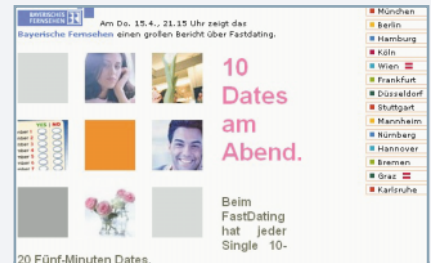 BAYERISCHES
FERNSEHEN
Am Do. 15.4., 21.15 Uhr zeigt das
Bayerische Fernsehen einen großen Bericht über Fastdating.
10
Dates
am
Abend.
YES NO
Beim
FastDating
hat jeder
Single 10-
20 Fünf-Minuten Dates.
München
Berlin
Hamburg
Köln
Wien
Frankfurt
Düsseldorf
Stuttgart
Mannheim
Nürnberg
Hannover
Bremen
Graz
Karlsruhe